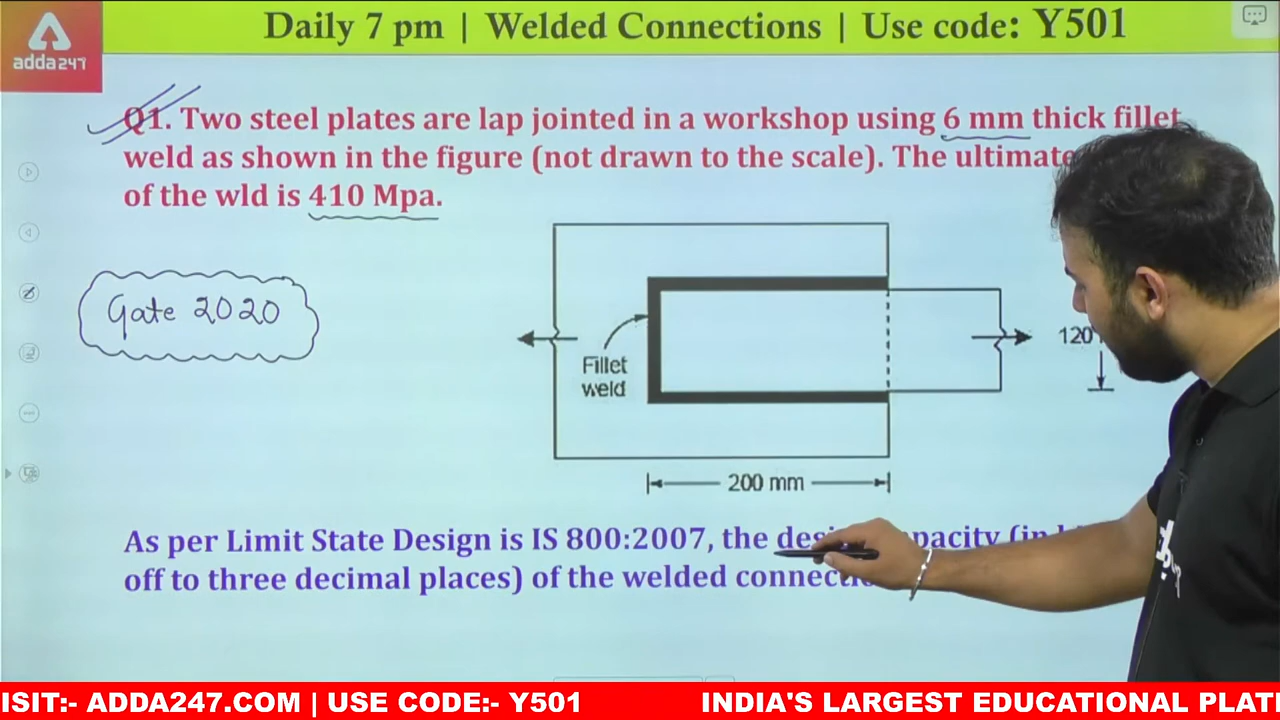 Daily 7 pm | Welded Connections | Use code: Y501
adda247
Q1. Two steel plates are lap jointed in a workshop using 6 mm thick fillet
weld as shown in the figure (not drawn to the scale). The ultimate
of the wld is 410 Mpa.
Gate 2020
Fillet
weld
120
200 mm
As per Limit State Design is IS 800:2007, the
off to three decimal places) of the welded
ISIT:- ADDA247.COM | USE CODE:- Y501 INDIA'S LARGEST EDUCATIONAL PLAT